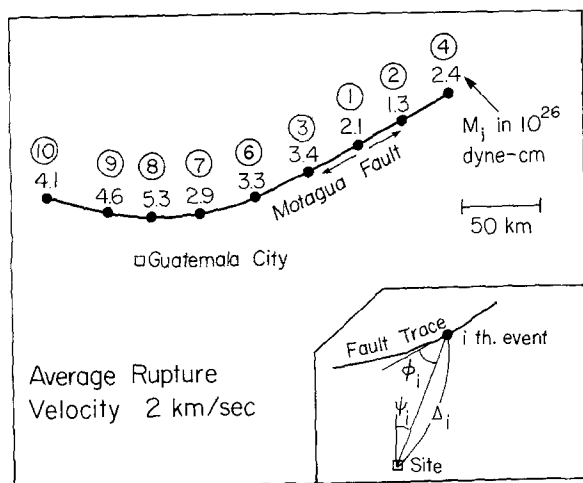 ④
2.4
②
1.3
①
2.1
③
3.4
⑥
3.3
⑦
2.9
⑧
5.3
⑨
4.6
⑩
4.1
Motagua Fault
Mⱼ in 10²⁶
dyne-cm
50 km
Guatemala City
Average Rupture
Velocity 2 km/sec
Fault Trace
i th. event
ϕᵢ
ψᵢ
Δᵢ
Site